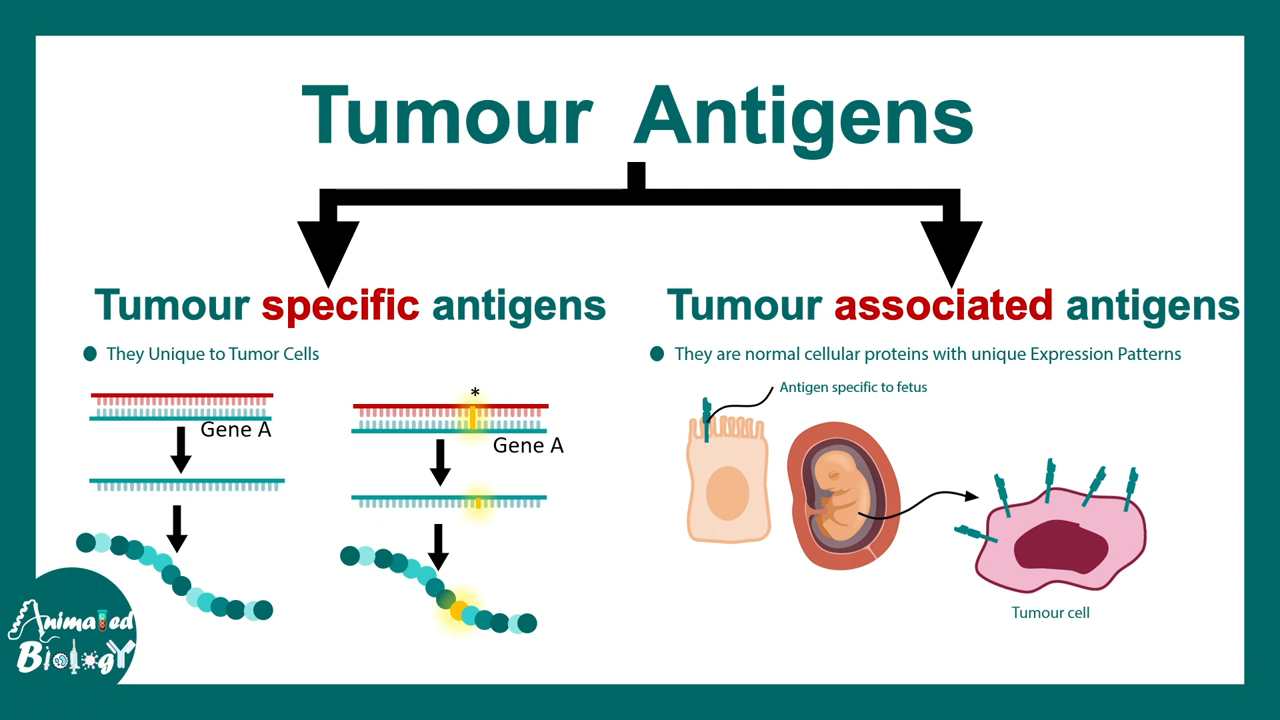 Tumour Antigens
Tumour specific antigens
They Unique to Tumor Cells
*
Gene A
Gene A
Tumour associated antigens
They are normal cellular proteins with unique Expression Patterns
Antigen specific to fetus
Tumour cell
Animated
Biology